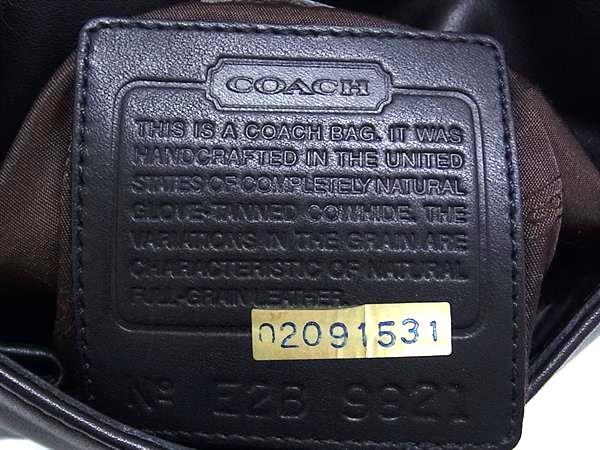 COACH
THIS IS A COACH BAG. IT WAS
HANDCRAFTED IN THE UNITED
STATES OF COMPLETELY NATURAL
GLOVE-TANNED COWHIDE. THE
VARIATIONS IN THE GRAIN ARE
CHARACTERISTIC OF NATURAL
FULL-GRAIN LEATHER.
02091531
Nº E2B 9921